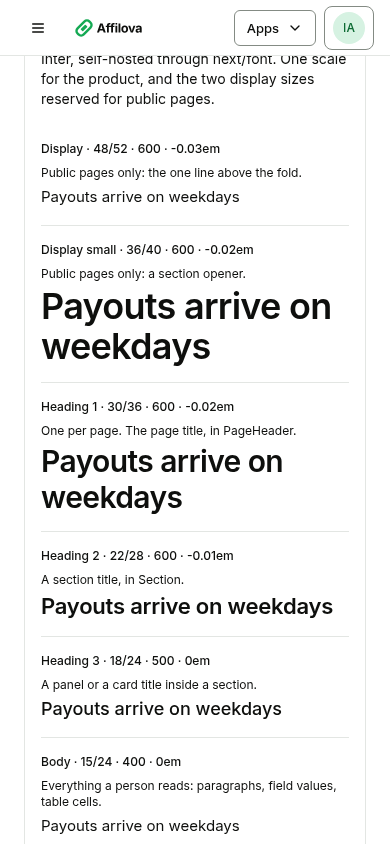 Affilova
Apps
IA
Inter, self-hosted through next/font. One scale
for the product, and the two display sizes
reserved for public pages.
Display · 48/52 · 600 · -0.03em
Public pages only: the one line above the fold.
Payouts arrive on weekdays
Display small · 36/40 · 600 · -0.02em
Public pages only: a section opener.
Payouts arrive on
weekdays
Heading 1 · 30/36 · 600 · -0.02em
One per page. The page title, in PageHeader.
Payouts arrive on
weekdays
Heading 2 · 22/28 · 600 · -0.01em
A section title, in Section.
Payouts arrive on weekdays
Heading 3 · 18/24 · 500 · 0em
A panel or a card title inside a section.
Payouts arrive on weekdays
Body · 15/24 · 400 · 0em
Everything a person reads: paragraphs, field values,
table cells.
Payouts arrive on weekdays